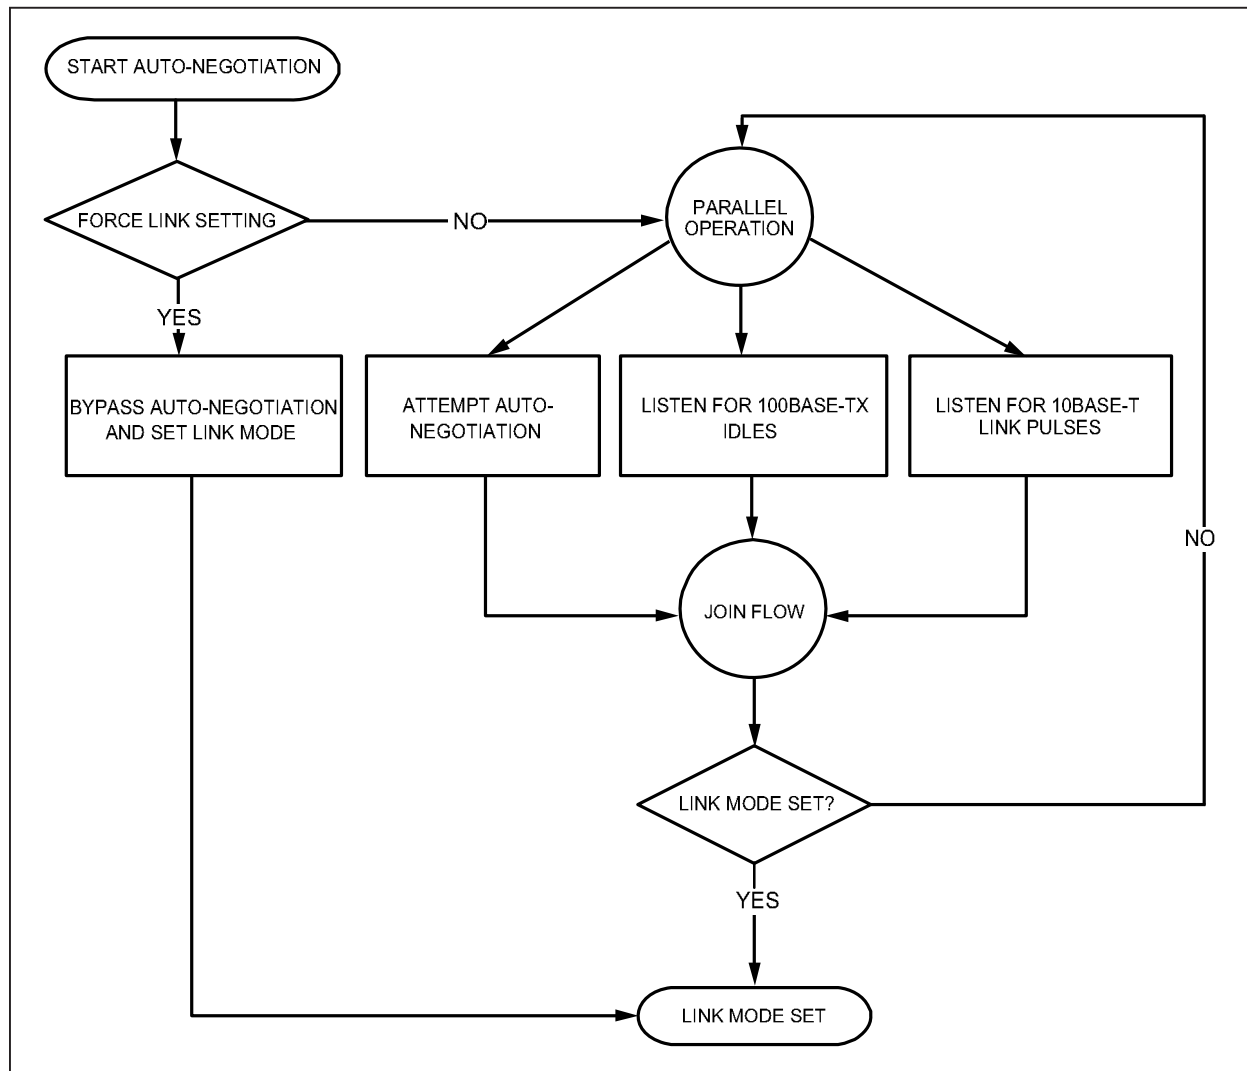 START AUTO-NEGOTIATION
FORCE LINK SETTING
NO
PARALLEL
OPERATION
YES
BYPASS AUTO-NEGOTIATION
AND SET LINK MODE
ATTEMPT AUTO-
NEGOTIATION
LISTEN FOR 100BASE-TX
IDLES
LISTEN FOR 10BASE-T
LINK PULSES
NO
JOIN FLOW
LINK MODE SET?
YES
LINK MODE SET